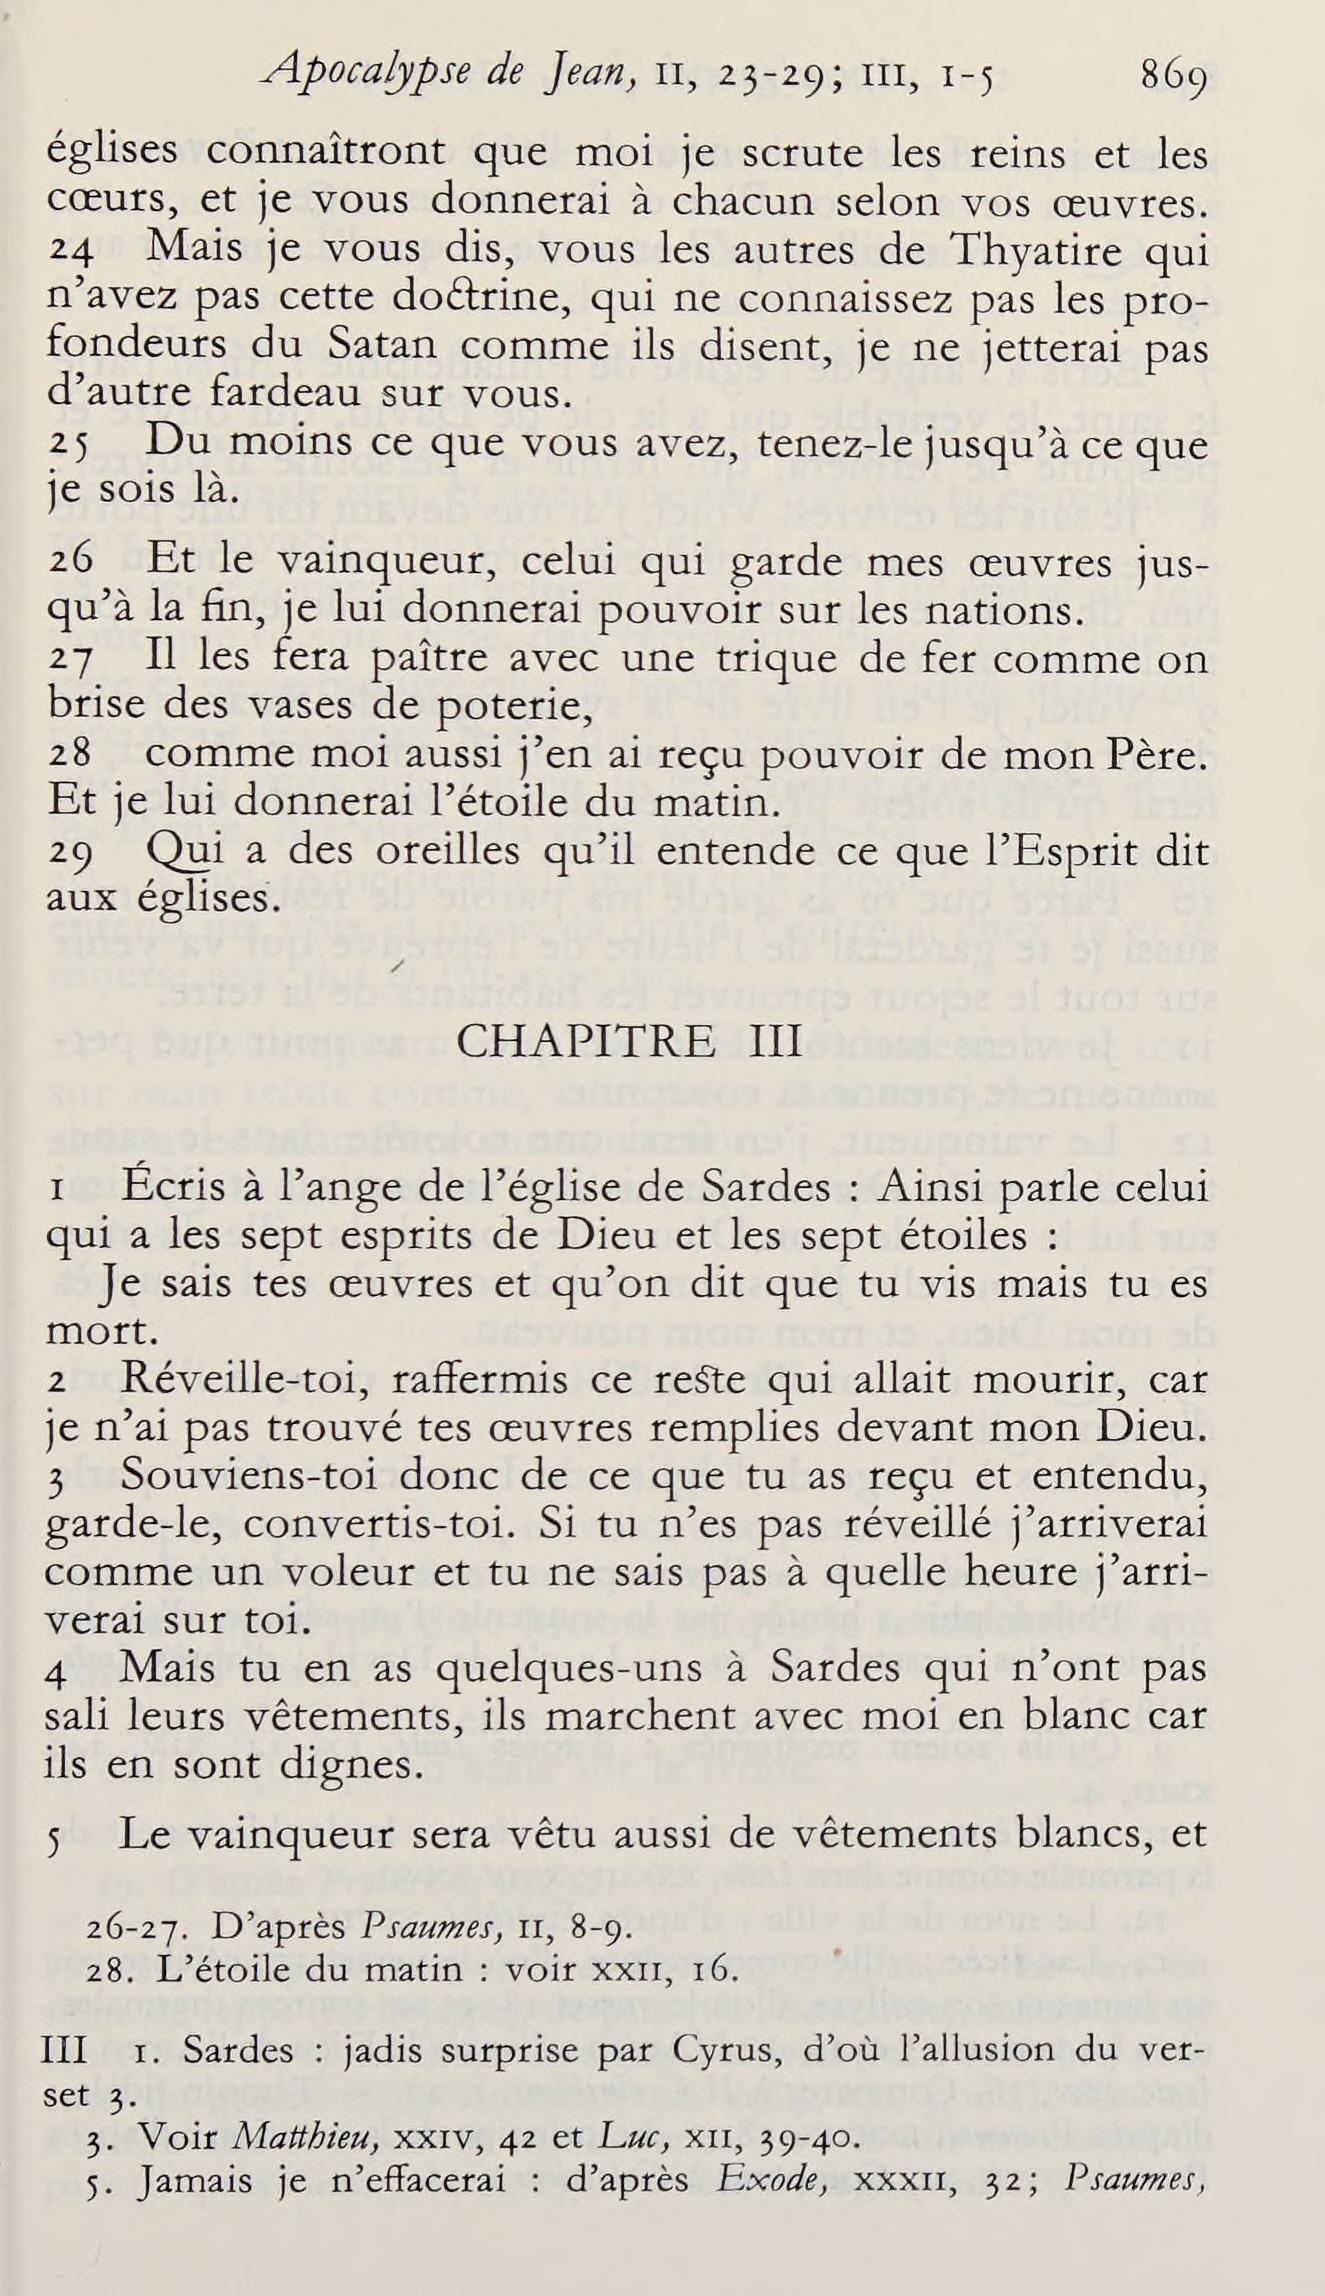 Apocalypse de Jean, II, 23-29; III, 1-5 869
églises connaîtront que moi je scrute les reins et les
cœurs, et je vous donnerai à chacun selon vos œuvres.
24 Mais je vous dis, vous les autres de Thyatire qui
n’avez pas cette doctrine, qui ne connaissez pas les pro-
fondeurs du Satan comme ils disent, je ne jetterai pas
d’autre fardeau sur vous.
25 Du moins ce que vous avez, tenez-le jusqu’à ce que
je sois là.
26 Et le vainqueur, celui qui garde mes œuvres jus-
qu’à la fin, je lui donnerai pouvoir sur les nations.
27 Il les fera paître avec une trique de fer comme on
brise des vases de poterie,
28 comme moi aussi j’en ai reçu pouvoir de mon Père.
Et je lui donnerai l’étoile du matin.
29 Qui a des oreilles qu’il entende ce que l’Esprit dit
aux églises.
CHAPITRE III
1 Écris à l’ange de l’église de Sardes : Ainsi parle celui
qui a les sept esprits de Dieu et les sept étoiles :
Je sais tes œuvres et qu’on dit que tu vis mais tu es
mort.
2 Réveille-toi, raffermis ce reste qui allait mourir, car
je n’ai pas trouvé tes œuvres remplies devant mon Dieu.
3 Souviens-toi donc de ce que tu as reçu et entendu,
garde-le, convertis-toi. Si tu n’es pas réveillé j’arriverai
comme un voleur et tu ne sais pas à quelle heure j’arri-
verai sur toi.
4 Mais tu en as quelques-uns à Sardes qui n’ont pas
sali leurs vêtements, ils marchent avec moi en blanc car
ils en sont dignes.
5 Le vainqueur sera vêtu aussi de vêtements blancs, et
26-27. D’après Psaumes, II, 8-9.
28. L’étoile du matin : voir XXII, 16.
III 1. Sardes : jadis surprise par Cyrus, d’où l’allusion du ver-
set 3.
3. Voir Matthieu, XXIV, 42 et Luc, XII, 39-40.
5. Jamais je n’effacerai : d’après Exode, XXXII, 32; Psaumes,